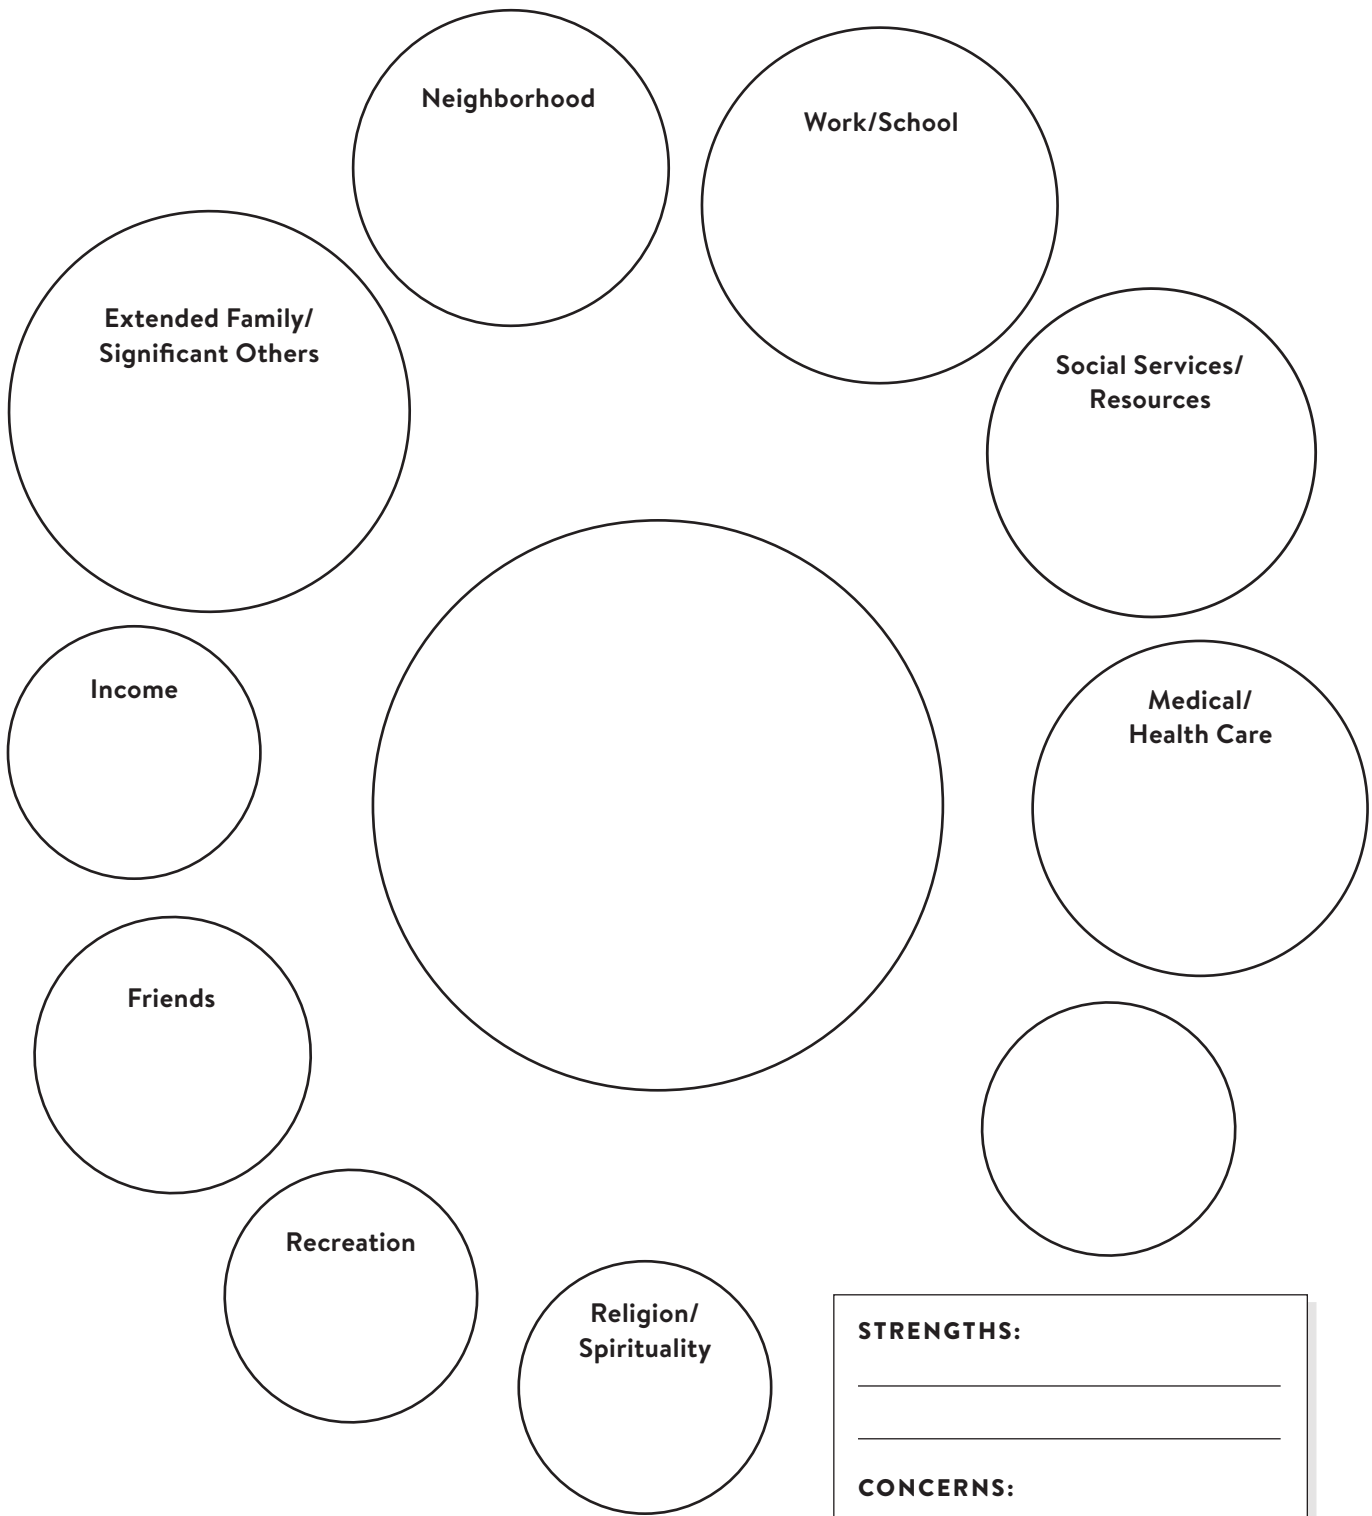 Neighborhood
Work/School
Extended Family/
Significant Others
Social Services/
Resources
Income
Medical/
Health Care
Friends
Recreation
Religion/
Spirituality
STRENGTHS:
CONCERNS: